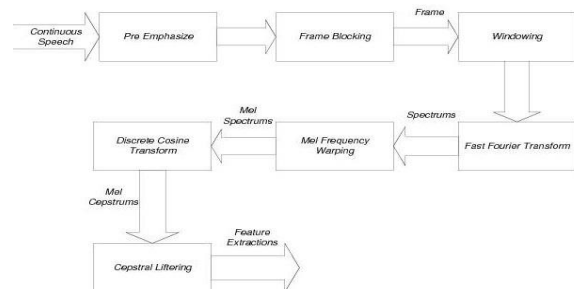 Continuous
Speech
Pre Emphasize
Frame Blocking
Frame
Windowing
Fast Fourier Transform
Spectrums
Mel Frequency
Warping
Mel
Spectrums
Discrete Cosine
Transform
Mel
Cepstrums
Cepstral Liftering
Feature
Extractions